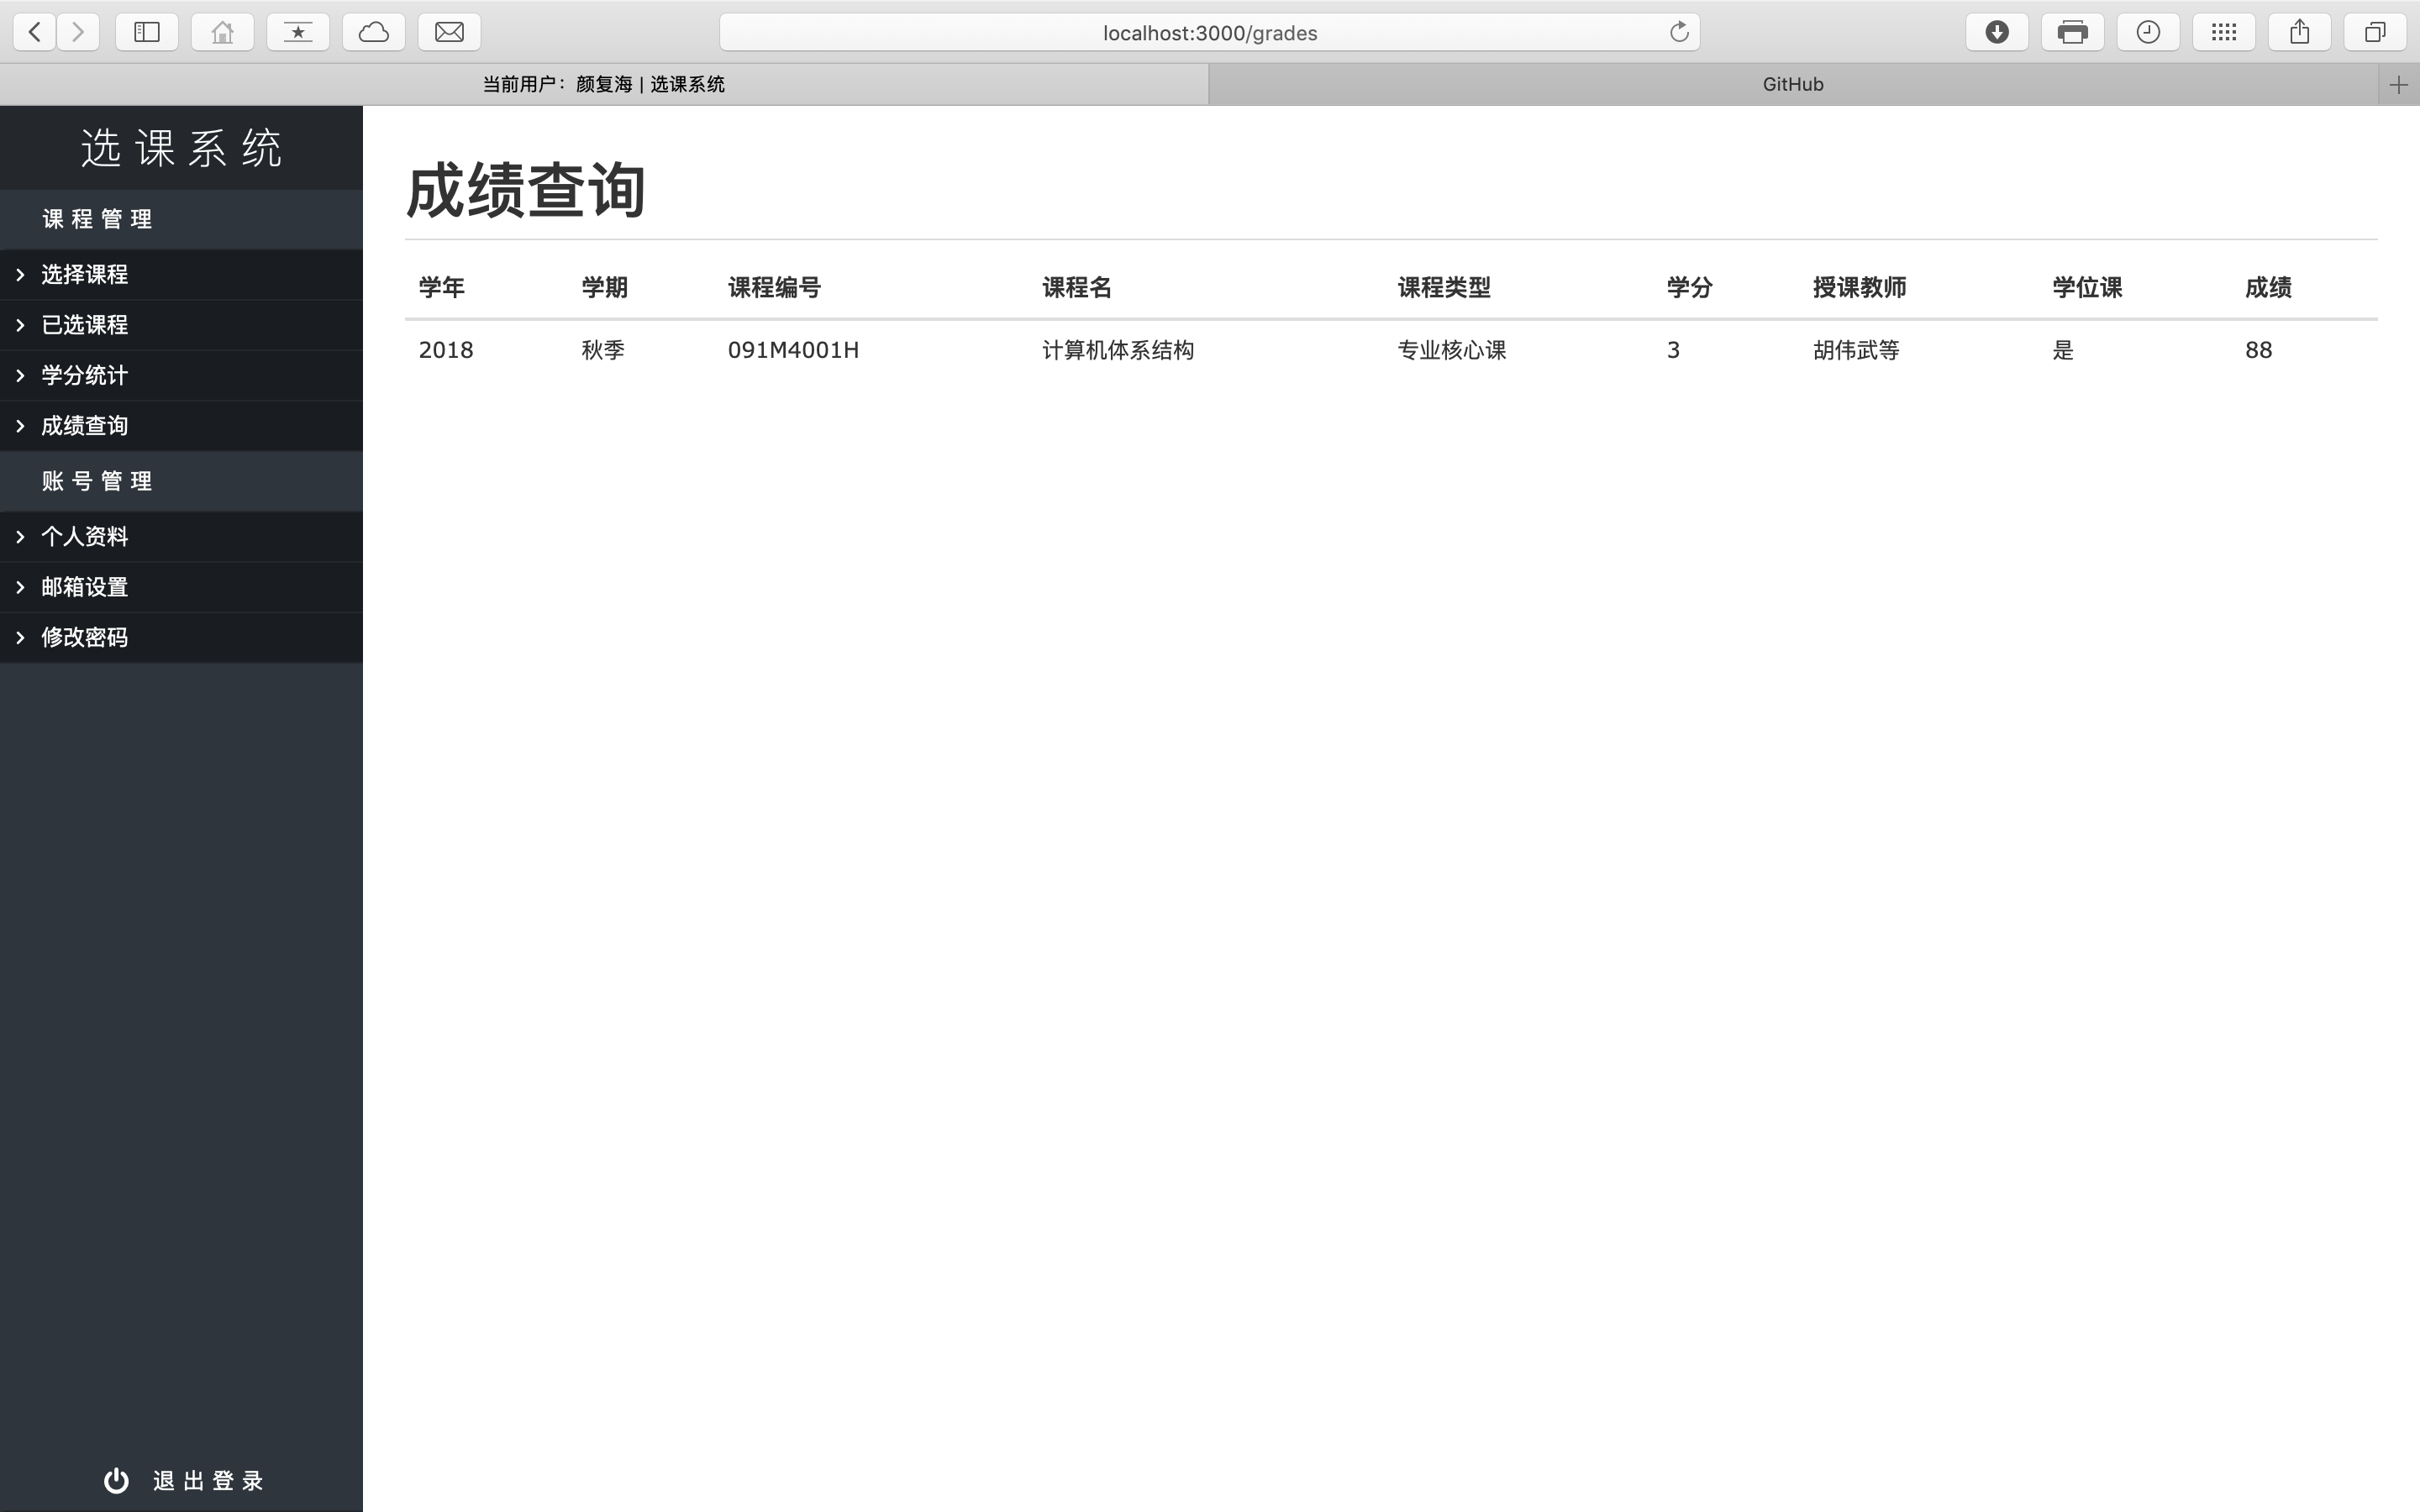 localhost:3000/grades
当前用户：颜复海 | 选课系统
GitHub
选课系统
课程管理
选择课程
已选课程
学分统计
成绩查询
账号管理
个人资料
邮箱设置
修改密码
退出登录
成绩查询
学年 学期 课程编号 课程名 课程类型 学分 授课教师 学位课 成绩
2018 秋季 091M4001H 计算机体系结构 专业核心课 3 胡伟武等 是 88